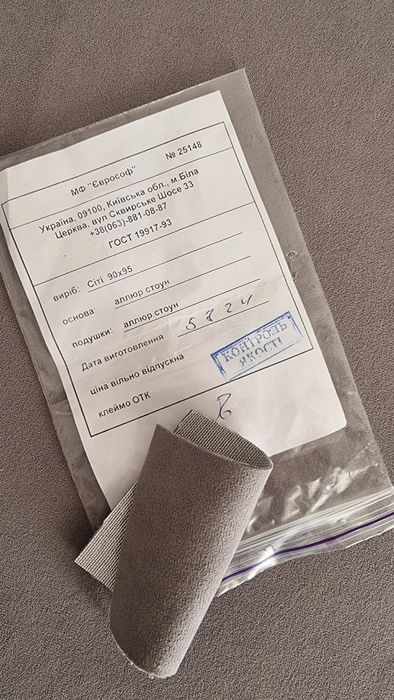 МФ "Єврософ" № 25148
Україна, 09100, Київська обл., м.Біла
Церква, вул Сквирське Шосе 33
+38(063)-881-08-87
ГОСТ 19917-93
виріб: Сіті 90х95
основа: аллюр стоун
подушки: аллюр стоун
Дата виготовлення 5 8 24
ціна вільно відпускна
клеймо ОТК
КОНТРОЛЬ
ЯКОСТІ